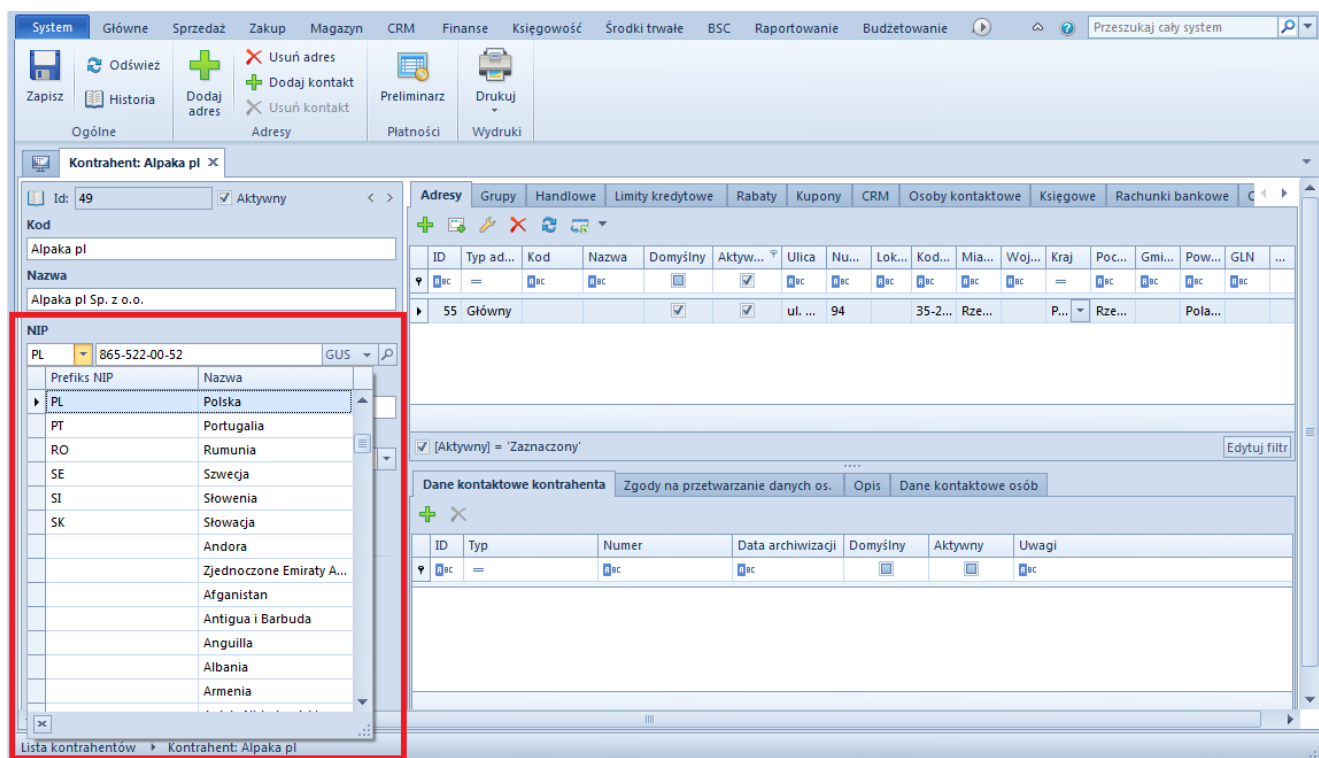 System Główne Sprzedaż Zakup Magazyn CRM Finanse Księgowość Środki trwałe BSC Raportowanie Budżetowanie Przeszukaj cały system
Zapisz Odśwież Historia Dodaj adres Usuń adres Dodaj kontakt Usuń kontakt Preliminarz Drukuj
Ogólne Adresy Płatności Wydruki
Kontrahent: Alpaka pl
Id: 49 Aktywny
Kod
Alpaka pl
Nazwa
Alpaka pl Sp. z o.o.
NIP
PL 865-522-00-52 GUS
Prefiks NIP Nazwa
PL Polska
PT Portugalia
RO Rumunia
SE Szwecja
SI Słowenia
SK Słowacja
Andora
Zjednoczone Emiraty A...
Afganistan
Antigua i Barbuda
Anguilla
Albania
Armenia
Adresy Grupy Handlowe Limity kredytowe Rabaty Kupony CRM Osoby kontaktowe Księgowe Rachunki bankowe
ID Typ ad... Kod Nazwa Domyślny Aktyw... Ulica Nu... Lok... Kod... Mia... Woj... Kraj Poc... Gmi... Pow... GLN ...
55 Główny ul. ... 94 35-2... Rze... P... Rze... Pola...
[Aktywny] = 'Zaznaczony' Edytuj filtr
Dane kontaktowe kontrahenta Zgody na przetwarzanie danych os. Opis Dane kontaktowe osób
ID Typ Numer Data archiwizacji Domyślny Aktywny Uwagi
Lista kontrahentów Kontrahent: Alpaka pl